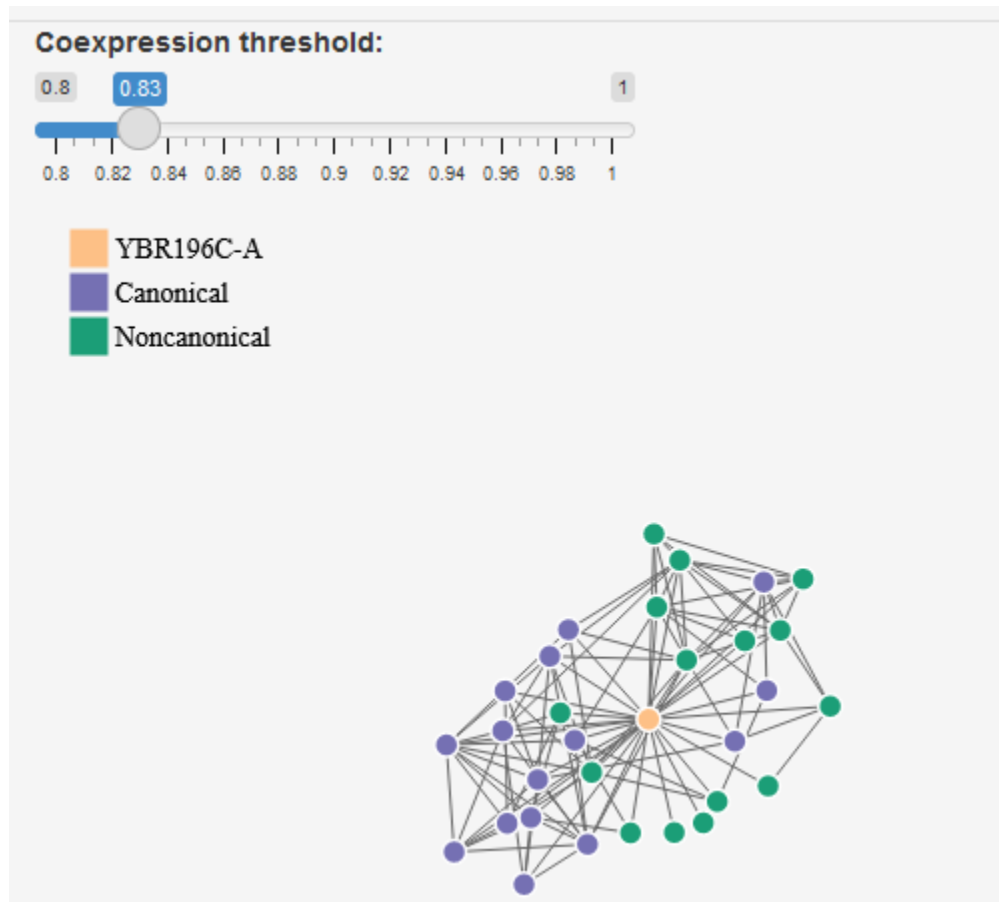 Coexpression threshold:
0.8 0.83 1
0.8 0.82 0.84 0.86 0.88 0.9 0.92 0.94 0.96 0.98 1
YBR196C-A
Canonical
Noncanonical